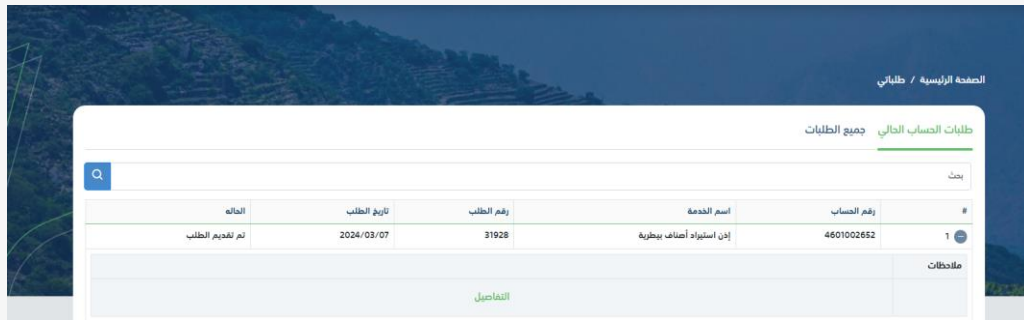 الصفحة الرئيسية / طلباتي
طلبات الحساب الحالي جميع الطلبات
بحث
# رقم الحساب اسم الخدمة رقم الطلب تاريخ الطلب الحاله
1 4601002652 إذن استيراد أصناف بيطرية 31928 2024/03/07 تم تقديم الطلب
ملاحظات
التفاصيل